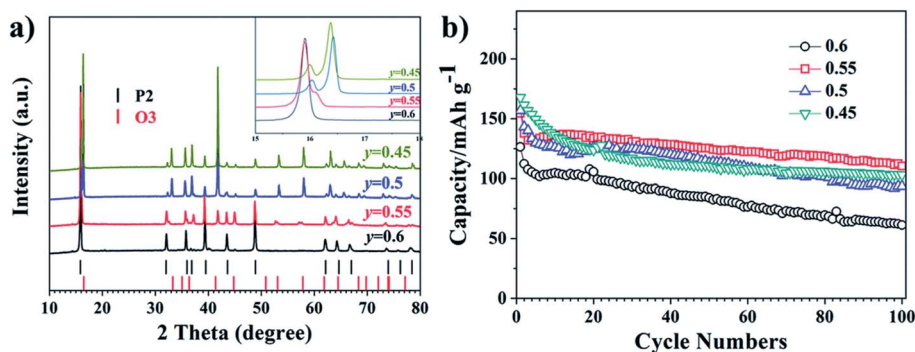 a)
Intensity (a.u.)
P2
O3
y=0.45
y=0.5
y=0.55
y=0.6
15 16 17 18
y=0.45
y=0.5
y=0.55
y=0.6
10 20 30 40 50 60 70 80
2 Theta (degree)
b)
Capacity/mAh g-1
200
150
100
50
0
0.6
0.55
0.5
0.45
0 20 40 60 80 100
Cycle Numbers